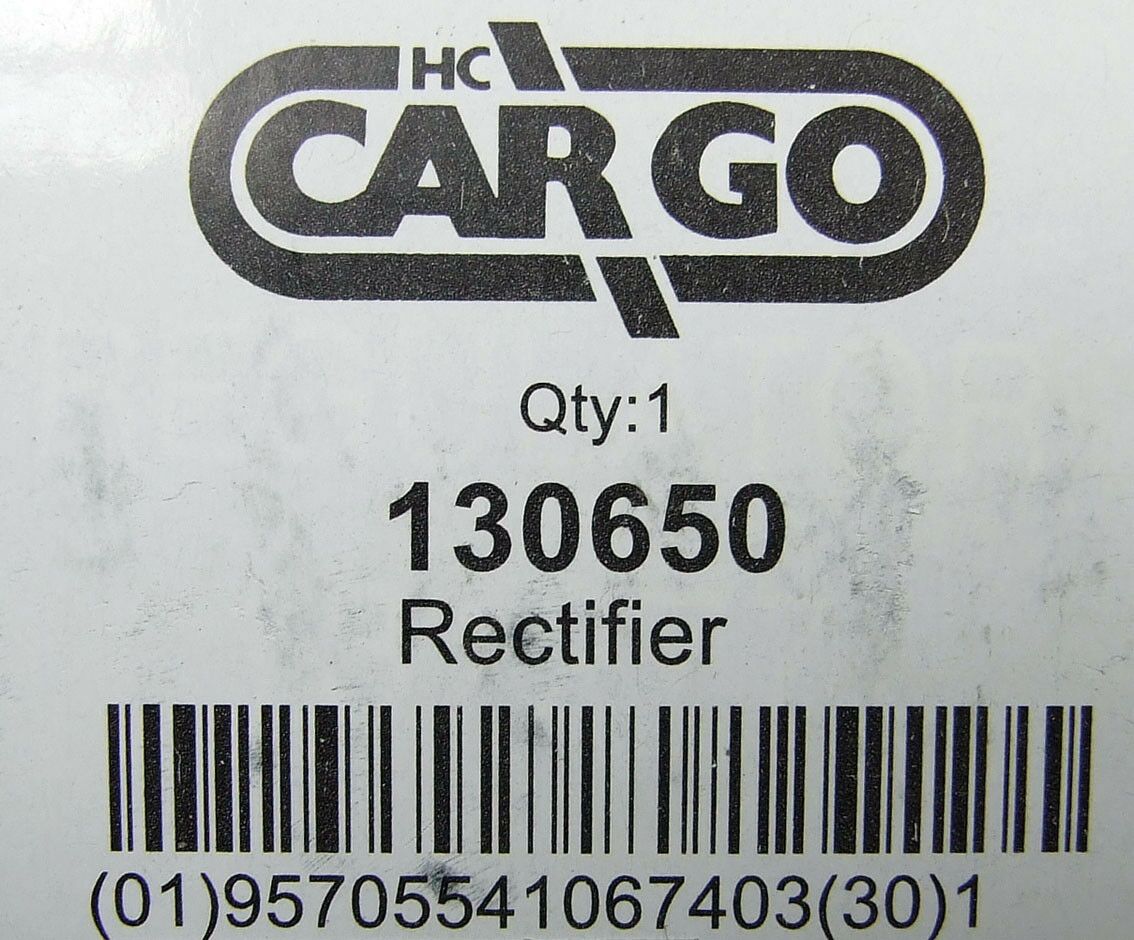 HC
CARGO
Qty:1
130650
Rectifier
(01)95705541067403(30)1